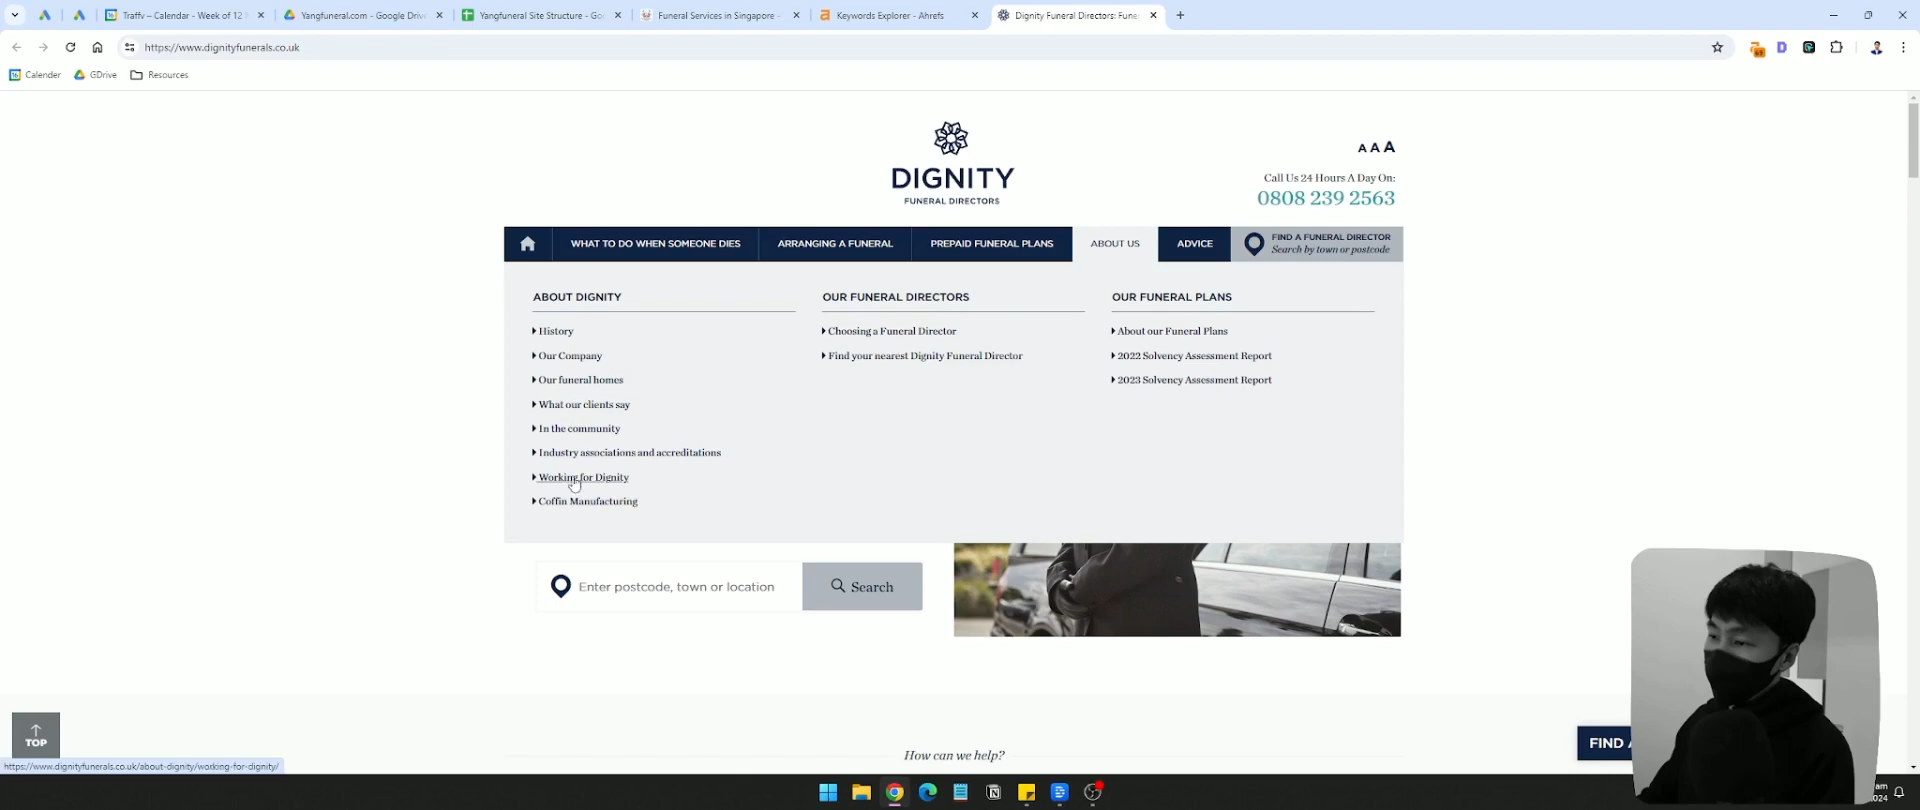 Traffv – Calendar - Week of 12
Yangfuneral.com - Google Driv
Yangfuneral Site Structure - Go
Funeral Services in Singapore -
Keywords Explorer - Ahrefs
Dignity Funeral Directors: Fune
https://www.dignityfunerals.co.uk
Calender
GDrive
Resources
DIGNITY
FUNERAL DIRECTORS
A A A
Call Us 24 Hours A Day On:
0808 239 2563
WHAT TO DO WHEN SOMEONE DIES
ARRANGING A FUNERAL
PREPAID FUNERAL PLANS
ABOUT US
ADVICE
FIND A FUNERAL DIRECTOR
Search by town or postcode
ABOUT DIGNITY
History
Our Company
Our funeral homes
What our clients say
In the community
Industry associations and accreditations
Working for Dignity
Coffin Manufacturing
OUR FUNERAL DIRECTORS
Choosing a Funeral Director
Find your nearest Dignity Funeral Director
OUR FUNERAL PLANS
About our Funeral Plans
2022 Solvency Assessment Report
2023 Solvency Assessment Report
Enter postcode, town or location
Search
TOP
How can we help?
FIND
https://www.dignityfunerals.co.uk/about-dignity/working-for-dignity/
am
024